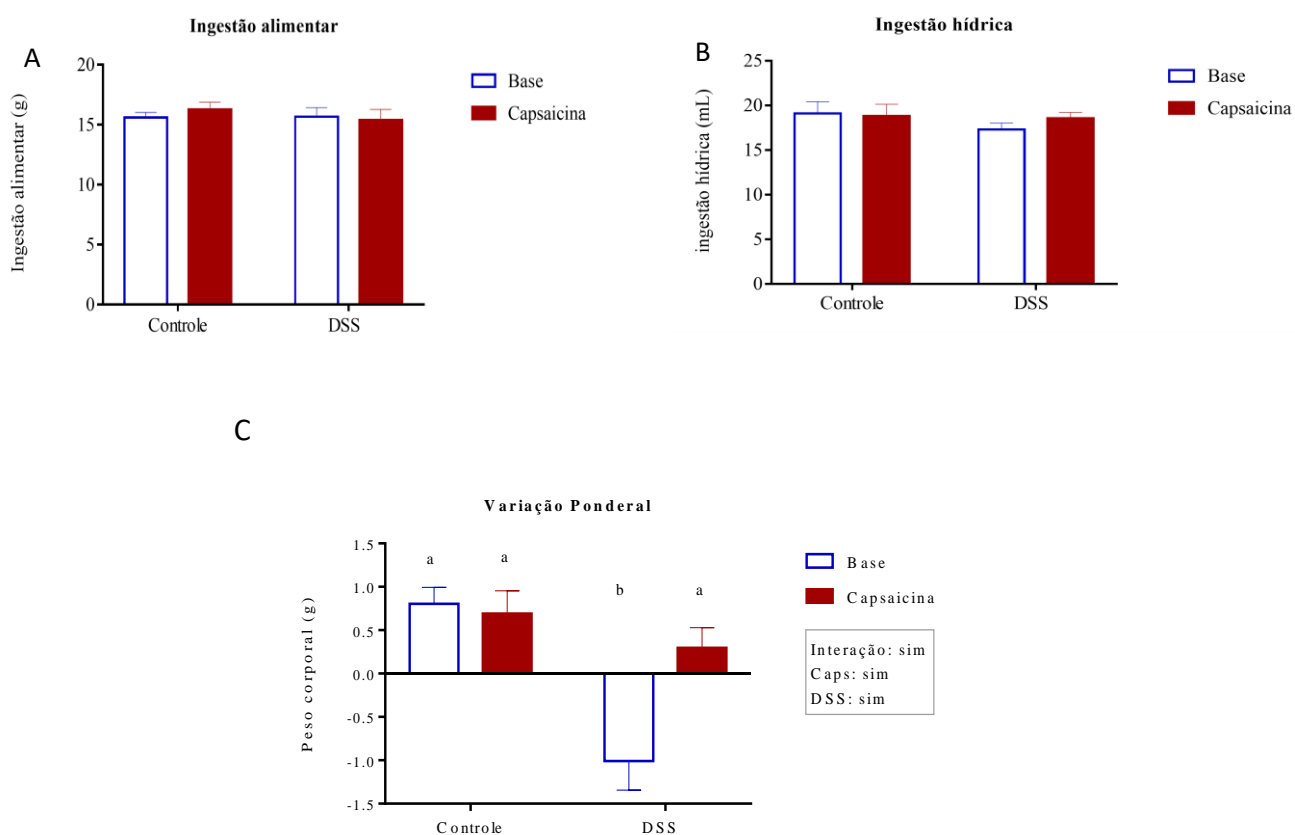 A
Ingestão alimentar
Ingestão alimentar (g)
20
15
10
5
0
Controle
DSS
Base
Capsaicina
B
Ingestão hídrica
ingestão hídrica (mL)
25
20
15
10
5
0
Controle
DSS
Base
Capsaicina
C
Variação Ponderal
Peso corporal (g)
1.5
1.0
0.5
0.0
-0.5
-1.0
-1.5
a
a
b
a
Controle
DSS
Base
Capsaicina
Interação: sim
Caps: sim
DSS: sim